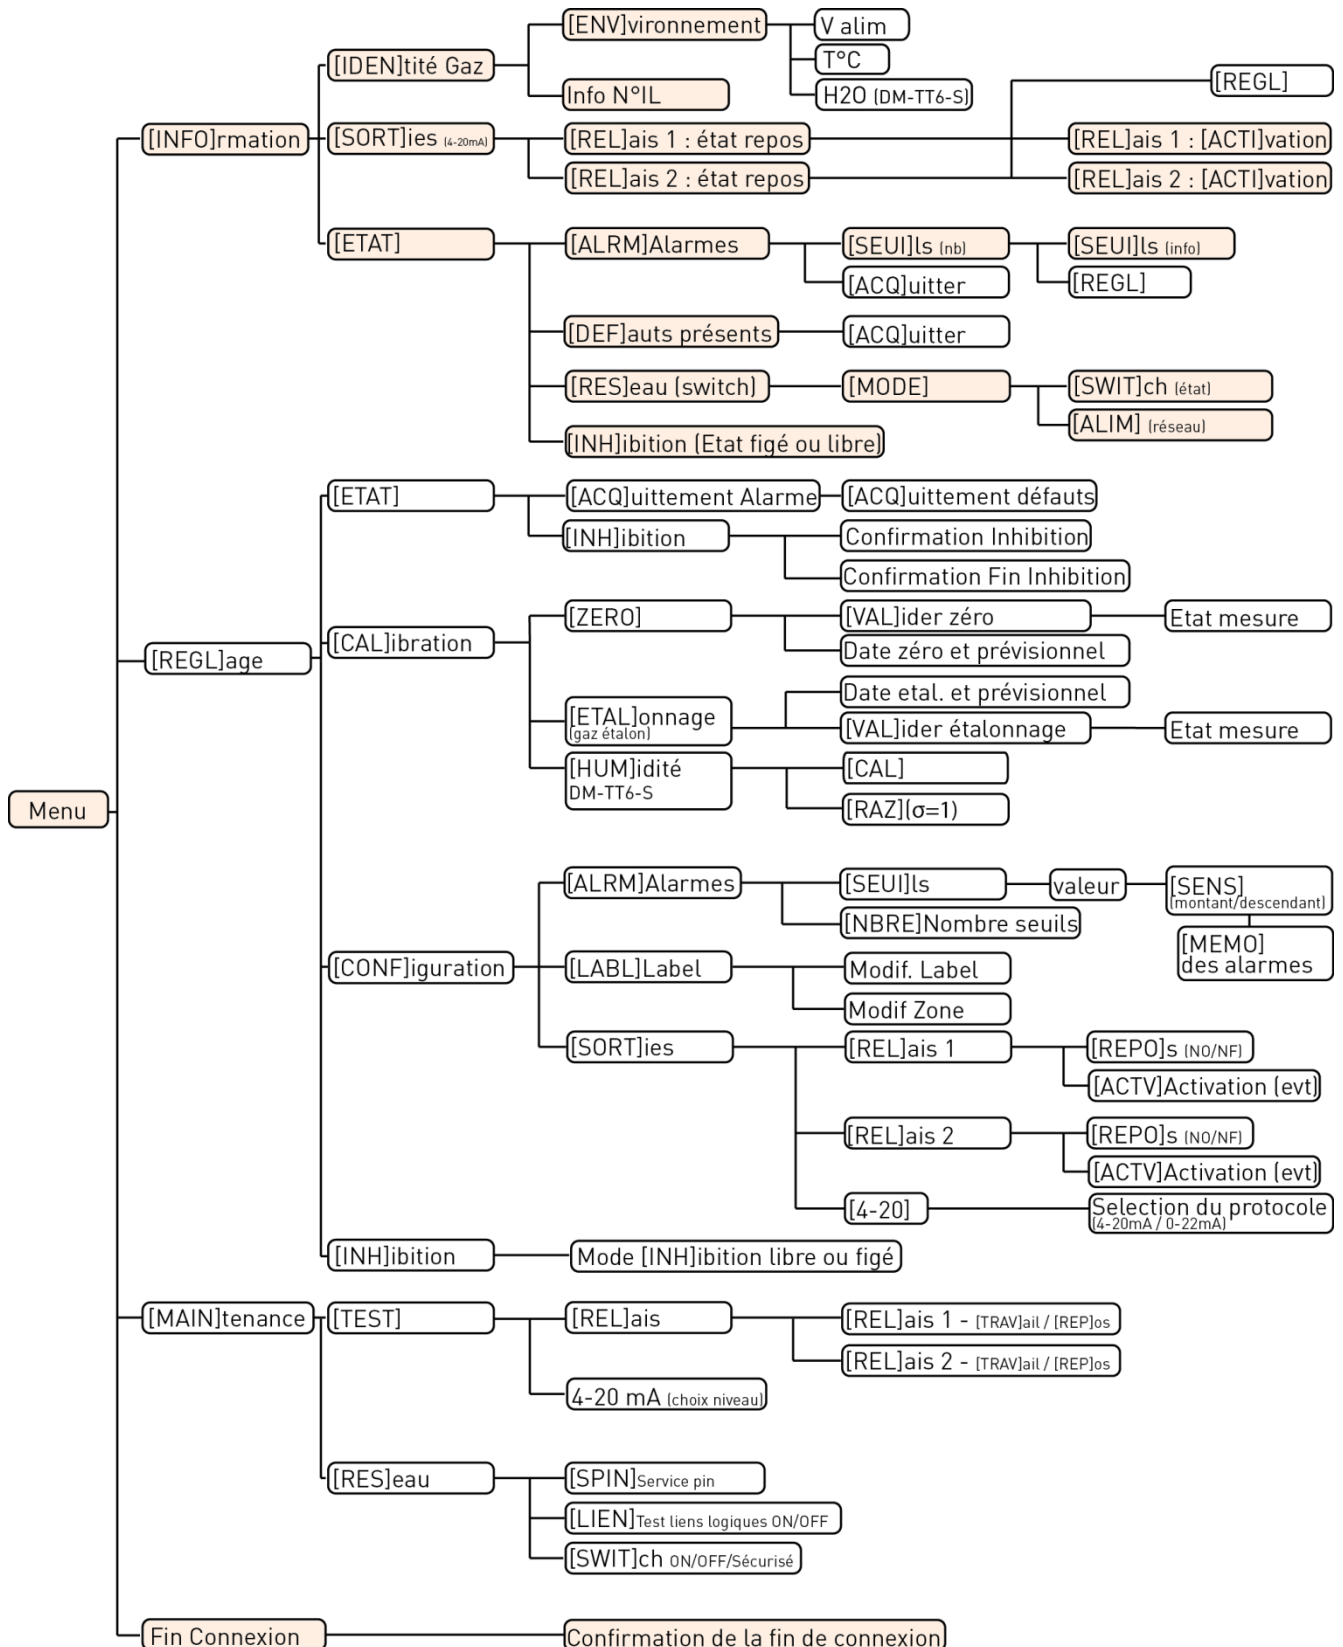 [ENV]vironnement
V alim
[IDEN]tité Gaz
T°C
[REGL]
Info N°IL
H2O (DM-TT6-S)
[INFO]rmation
[SORT]ies (4-20mA)
[REL]ais 1 : état repos
[REL]ais 1 : [ACTI]vation
[REL]ais 2 : état repos
[REL]ais 2 : [ACTI]vation
[ETAT]
[ALRM]Alarmes
[SEUI]ls (nb)
[SEUI]ls (info)
[ACQ]uitter
[REGL]
[DEF]auts présents
[ACQ]uitter
[RES]eau (switch)
[MODE]
[SWIT]ch (état)
[ALIM] (réseau)
[INH]ibition (Etat figé ou libre)
[ETAT]
[ACQ]uittement Alarme
[ACQ]uittement défauts
[INH]ibition
Confirmation Inhibition
Confirmation Fin Inhibition
[ZERO]
[VAL]ider zéro
Etat mesure
[CAL]ibration
Date zéro et prévisionnel
[REGL]age
Date etal. et prévisionnel
[ETAL]onnage
(gaz étalon)
[VAL]ider étalonnage
Etat mesure
[HUM]idité
DM-TT6-S
[CAL]
[RAZ](σ=1)
Menu
[ALRM]Alarmes
[SEUI]ls
valeur
[SENS]
(montant/descendant)
[NBRE]Nombre seuils
[MEMO]
des alarmes
[CONF]iguration
[LABL]Label
Modif. Label
Modif Zone
[SORT]ies
[REL]ais 1
[REPO]s (NO/NF)
[ACTV]Activation (evt)
[REL]ais 2
[REPO]s (NO/NF)
[ACTV]Activation (evt)
[4-20]
Selection du protocole
(4-20mA / 0-22mA)
[INH]ibition
Mode [INH]ibition libre ou figé
[MAIN]tenance
[TEST]
[REL]ais
[REL]ais 1 - [TRAV]ail / [REP]os
[REL]ais 2 - [TRAV]ail / [REP]os
4-20 mA (choix niveau)
[RES]eau
[SPIN]Service pin
[LIEN]Test liens logiques ON/OFF
[SWIT]ch ON/OFF/Sécurisé
Fin Connexion
Confirmation de la fin de connexion